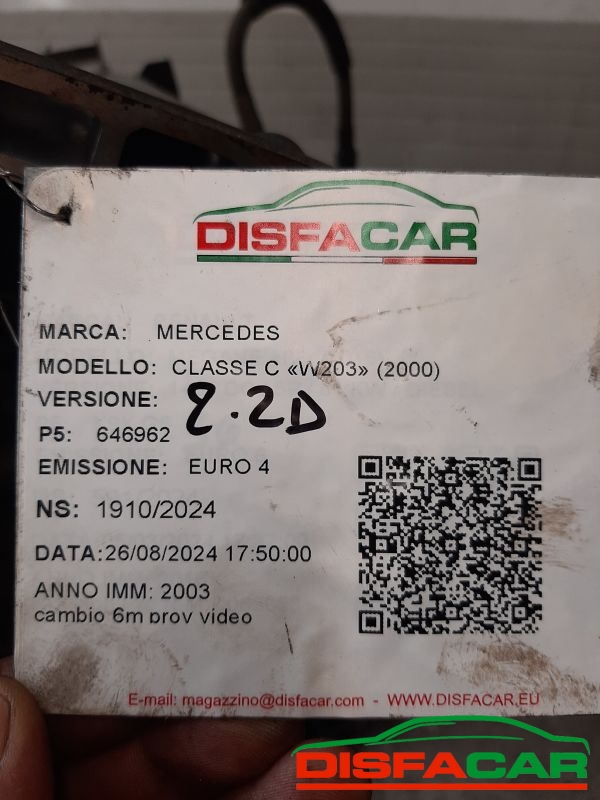 DISFACAR
MARCA: MERCEDES
MODELLO: CLASSE C «W203» (2000)
VERSIONE: 2.2D
P5: 646962
EMISSIONE: EURO 4
NS: 1910/2024
DATA:26/08/2024 17:50:00
ANNO IMM: 2003
cambio 6m prov video
E-mail: magazzino@disfacar.com - WWW.DISFACAR.EU
DISFACAR